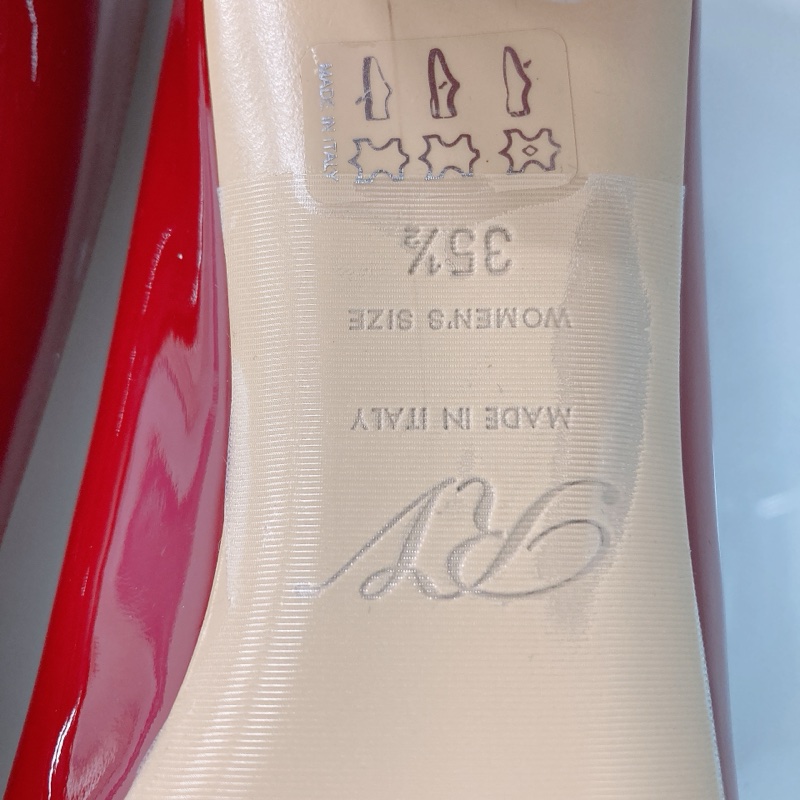 RV
MADE IN ITALY
WOMEN'S SIZE
35½
MADE IN ITALY